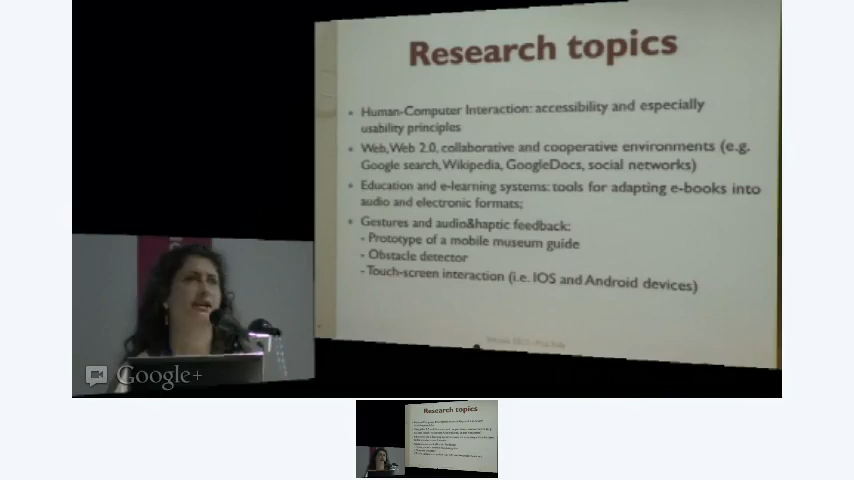 Research topics
• Human-Computer Interaction: accessibility and especially
usability principles
• Web, Web 2.0, collaborative and cooperative environments (e.g.
Google search, Wikipedia, GoogleDocs, social networks)
• Education and e-learning systems: tools for adapting e-books into
audio and electronic formats;
• Gestures and audio&haptic feedback:
- Prototype of a mobile museum guide
- Obstacle detector
- Touch-screen interaction (i.e. IOS and Android devices)
Google+
Research topics